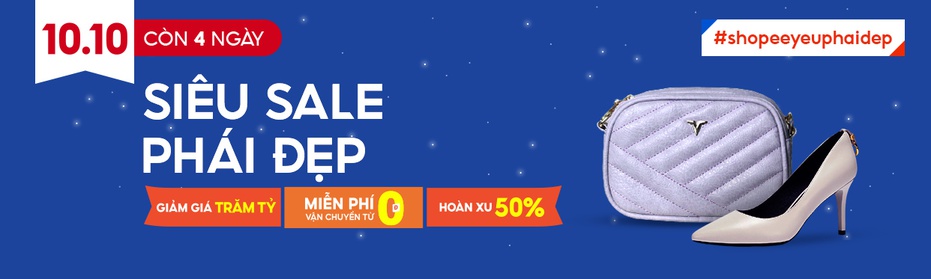 10.10 CÒN 4 NGÀY
#shopeeyeuphaidep
SIÊU SALE
PHÁI ĐẸP
GIẢM GIÁ TRĂM TỶ
MIỄN PHÍ
VẬN CHUYỂN TỪ 0Đ
HOÀN XU 50%